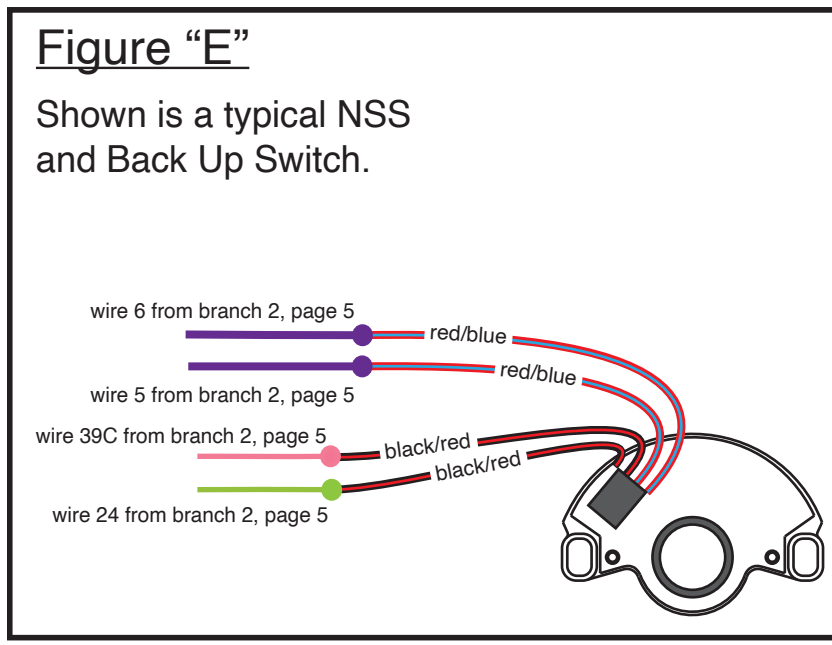 Figure “E”
Shown is a typical NSS
and Back Up Switch.
wire 6 from branch 2, page 5
red/blue
red/blue
wire 5 from branch 2, page 5
wire 39C from branch 2, page 5
black/red
black/red
wire 24 from branch 2, page 5